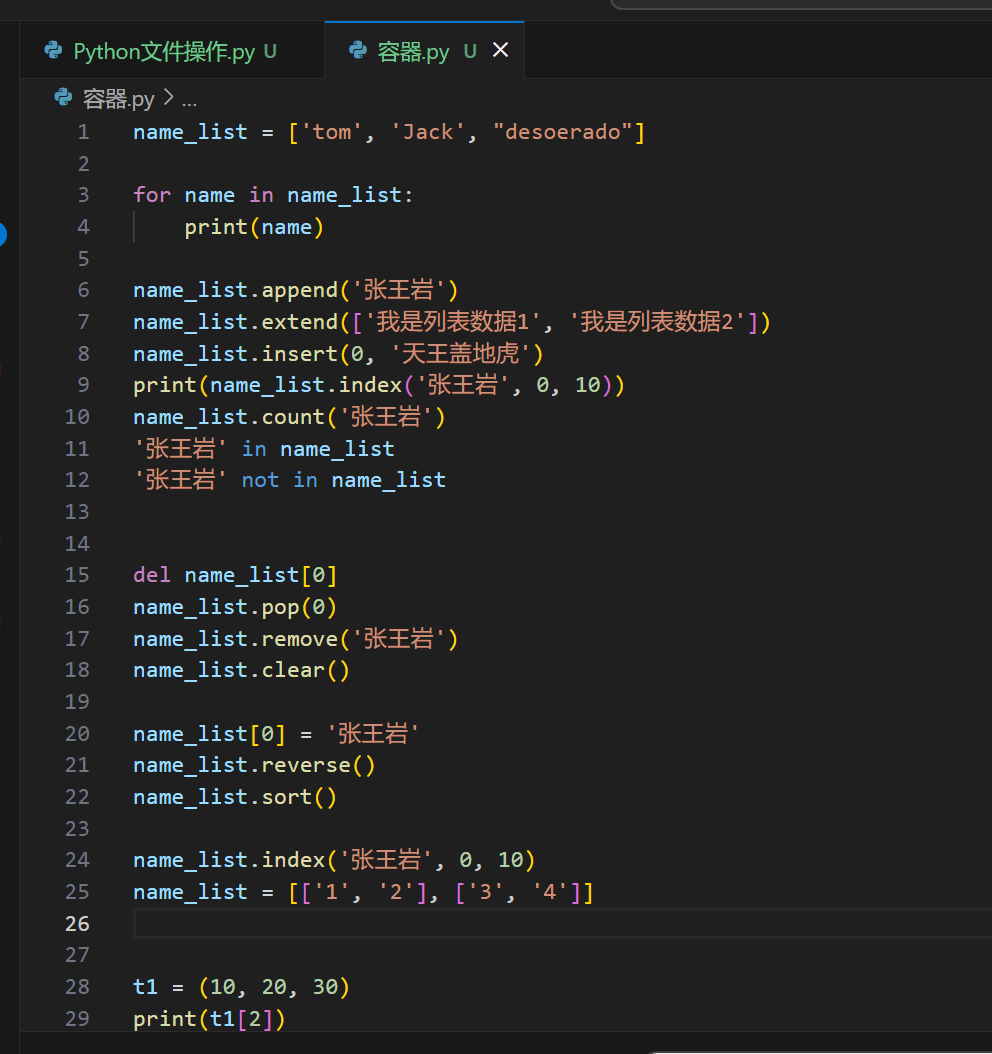 Python文件操作.py U 容器.py U
容器.py > ...
1 name_list = ['tom', 'Jack', "desoerado"]
2
3 for name in name_list:
4     print(name)
5
6 name_list.append('张王岩')
7 name_list.extend(['我是列表数据1', '我是列表数据2'])
8 name_list.insert(0, '天王盖地虎')
9 print(name_list.index('张王岩', 0, 10))
10 name_list.count('张王岩')
11 '张王岩' in name_list
12 '张王岩' not in name_list
13
14
15 del name_list[0]
16 name_list.pop(0)
17 name_list.remove('张王岩')
18 name_list.clear()
19
20 name_list[0] = '张王岩'
21 name_list.reverse()
22 name_list.sort()
23
24 name_list.index('张王岩', 0, 10)
25 name_list = [['1', '2'], ['3', '4']]
26
27
28 t1 = (10, 20, 30)
29 print(t1[2])